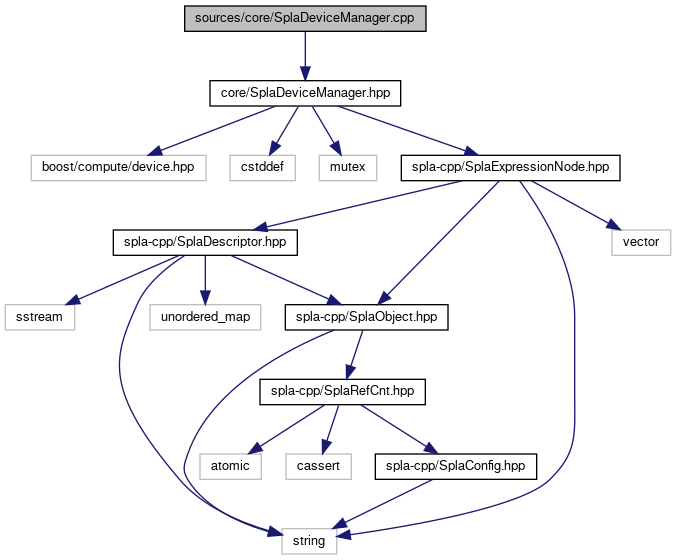 sources/core/SplaDeviceManager.cpp
core/SplaDeviceManager.hpp
boost/compute/device.hpp
cstddef
mutex
spla-cpp/SplaExpressionNode.hpp
spla-cpp/SplaDescriptor.hpp
vector
sstream
unordered_map
spla-cpp/SplaObject.hpp
spla-cpp/SplaRefCnt.hpp
atomic
cassert
spla-cpp/SplaConfig.hpp
string